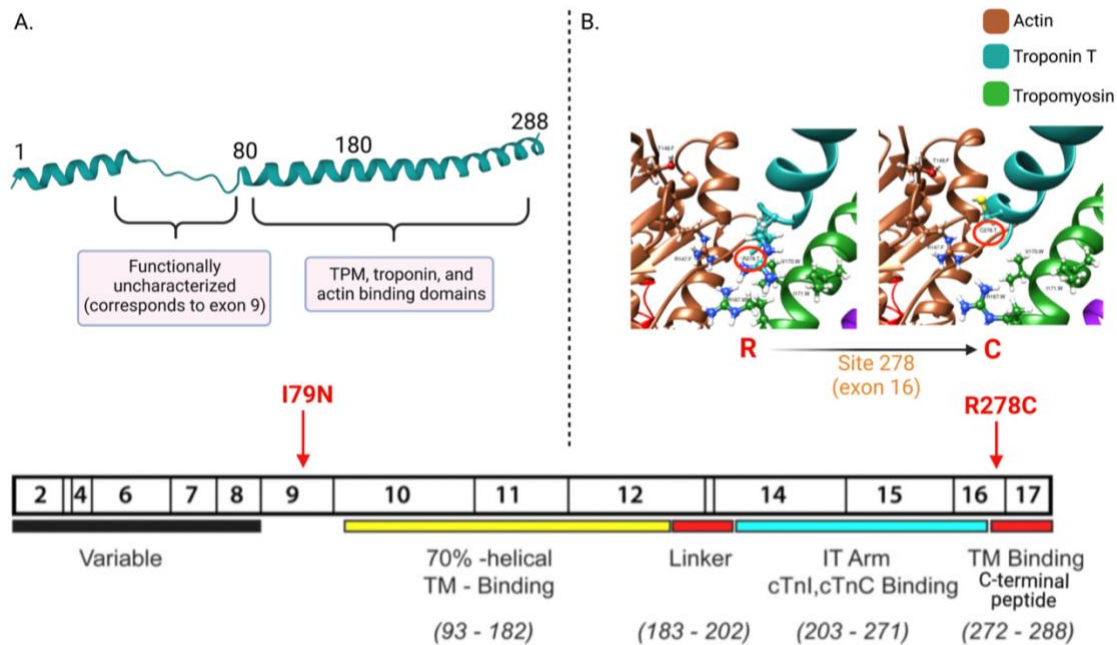 A.
B.
Actin
Troponin T
Tropomyosin
1
80
180
288
Functionally
uncharacterized
(corresponds to exon 9)
TPM, troponin, and
actin binding domains
R
C
Site 278
(exon 16)
I79N
R278C
2 4 6 7 8 9 10 11 12 14 15 16 17
Variable
70% -helical
TM - Binding
(93 - 182)
Linker
(183 - 202)
IT Arm
cTnI,cTnC Binding
(203 - 271)
TM Binding
C-terminal
peptide
(272 - 288)